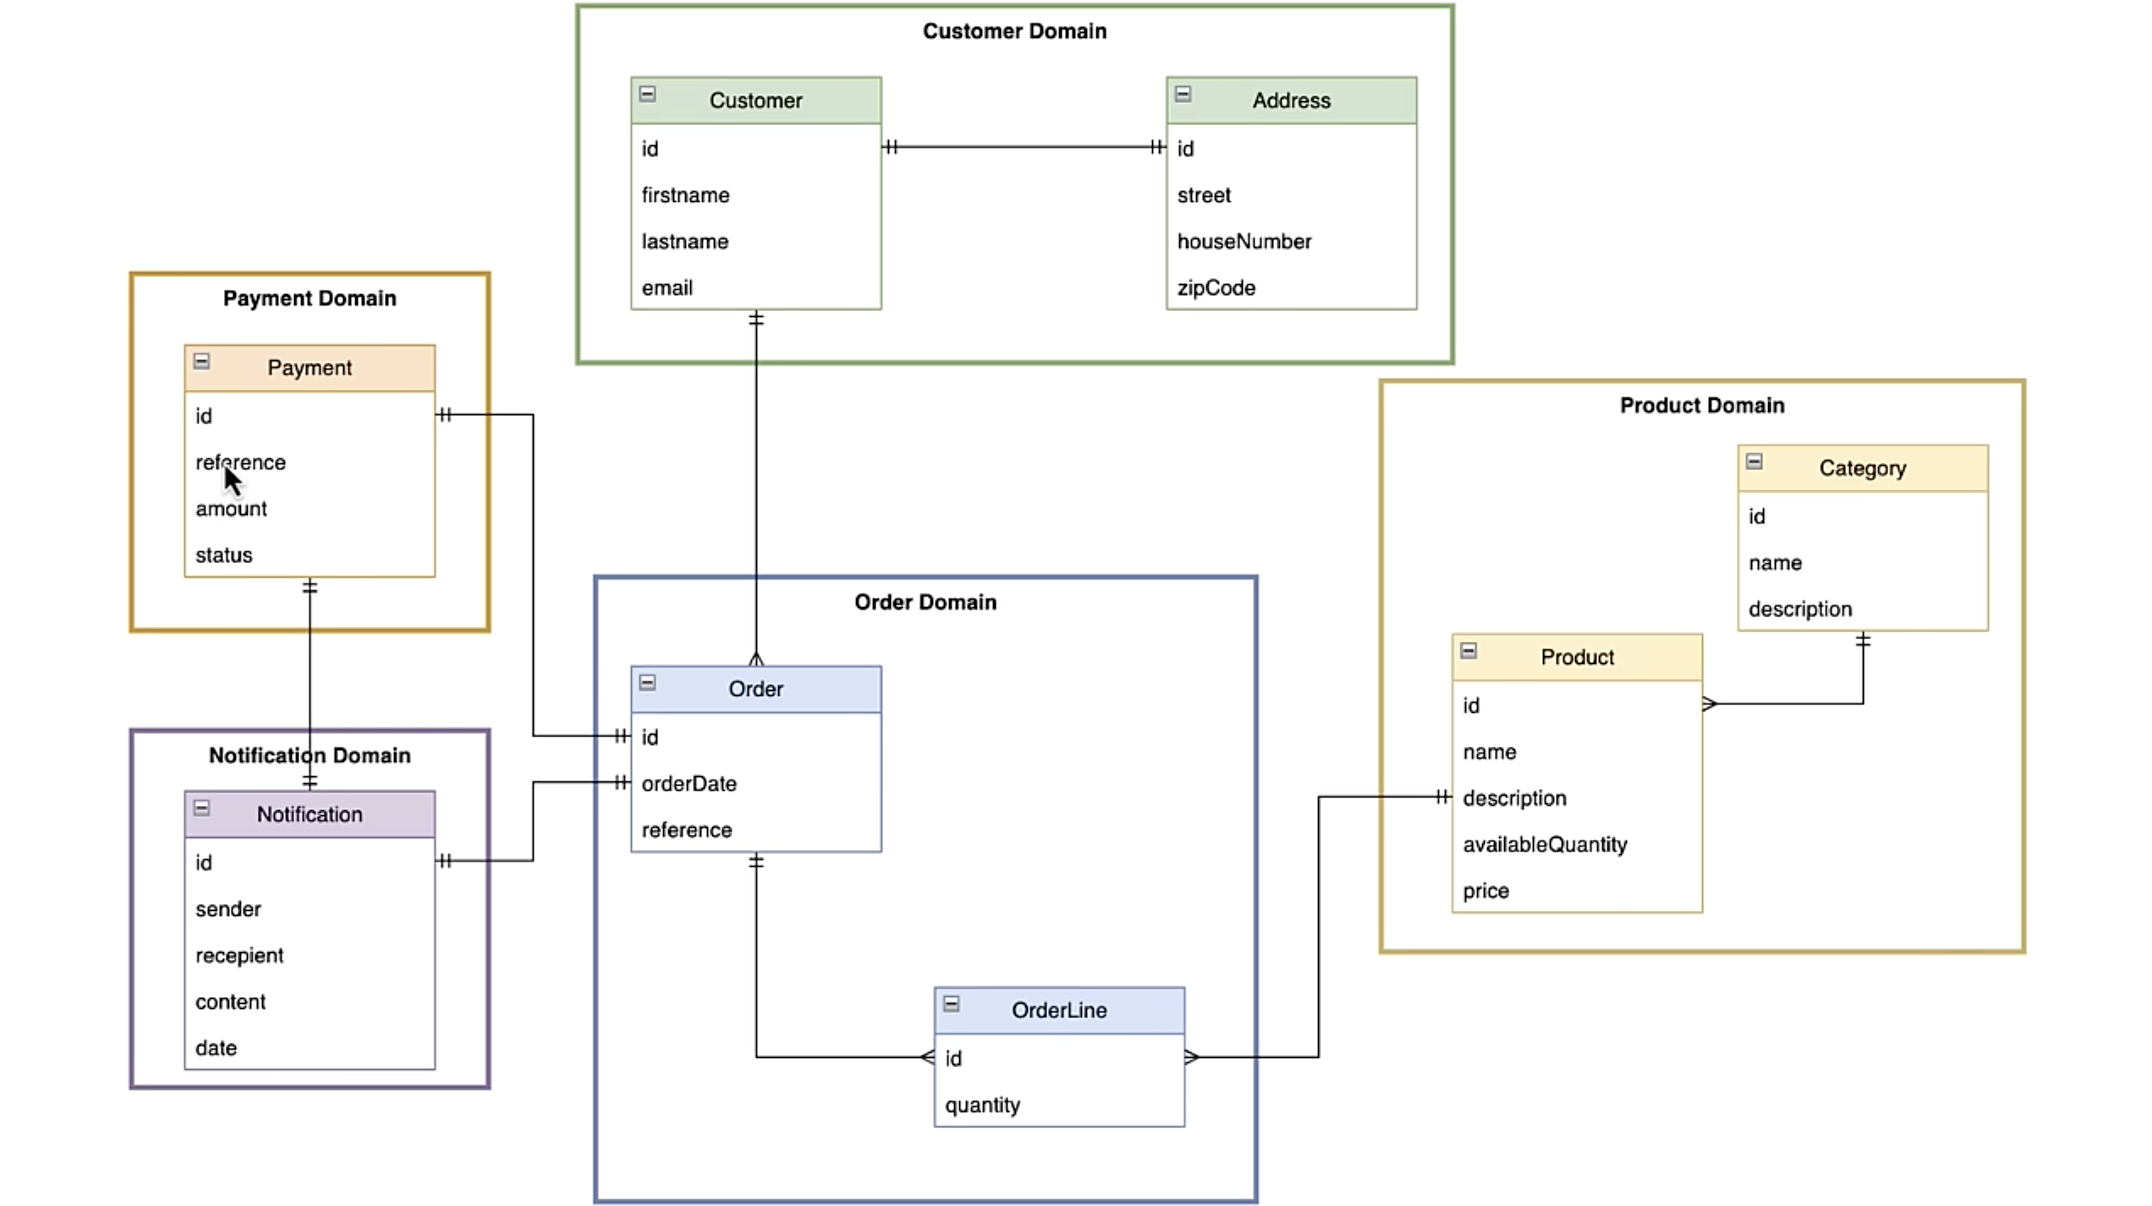 Customer Domain
Customer
id
firstname
lastname
email
Address
id
street
houseNumber
zipCode
Payment Domain
Payment
id
reference
amount
status
Product Domain
Category
id
name
description
Product
id
name
description
availableQuantity
price
Order Domain
Order
id
orderDate
reference
OrderLine
id
quantity
Notification Domain
Notification
id
sender
recepient
content
date